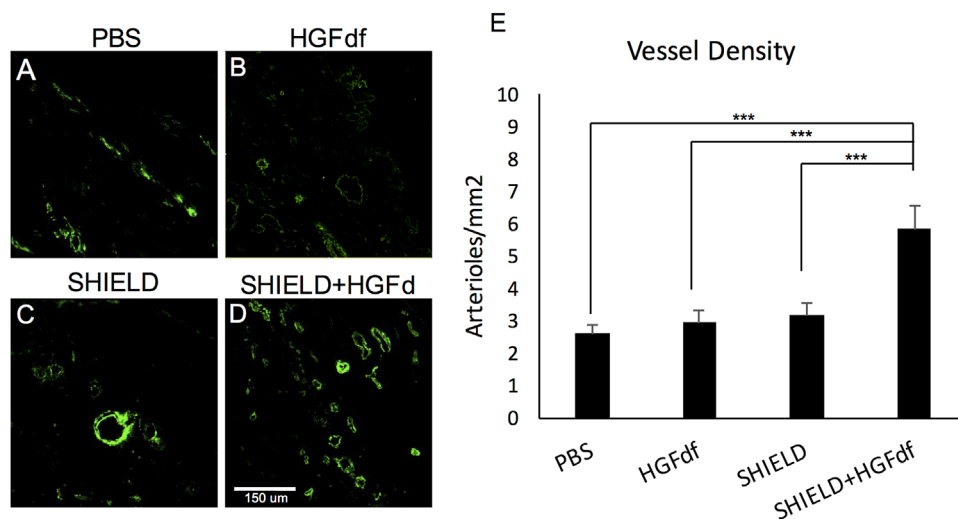 PBS
HGFdf
A
B
SHIELD
SHIELD+HGFd
C
D
150 um
E
Vessel Density
Arterioles/mm2
10
9
8
7
6
5
4
3
2
1
0
***
***
***
PBS
HGFdf
SHIELD
SHIELD+HGFdf